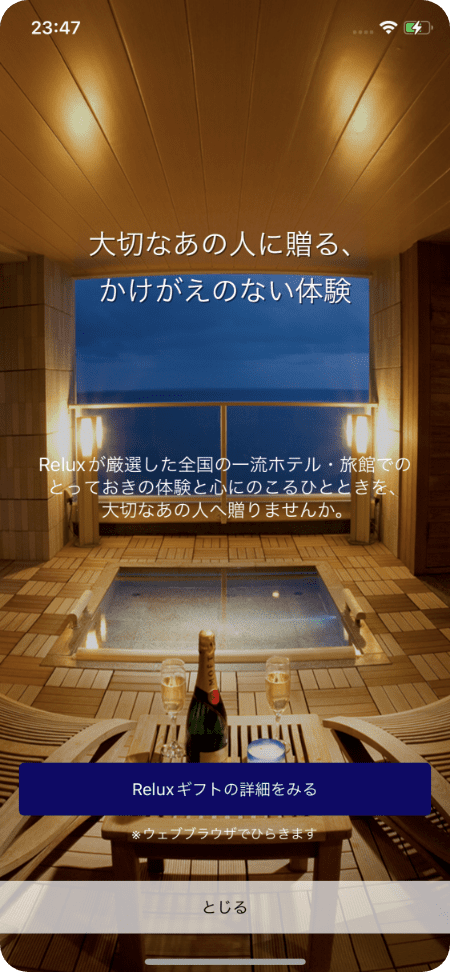 23:47
大切なあの人に贈る、
かけがえのない体験
Reluxが厳選した全国の一流ホテル・旅館での
とっておきの体験と心にのこるひとときを、
大切なあの人へ贈りませんか。
Reluxギフトの詳細をみる
※ウェブブラウザでひらきます
とじる